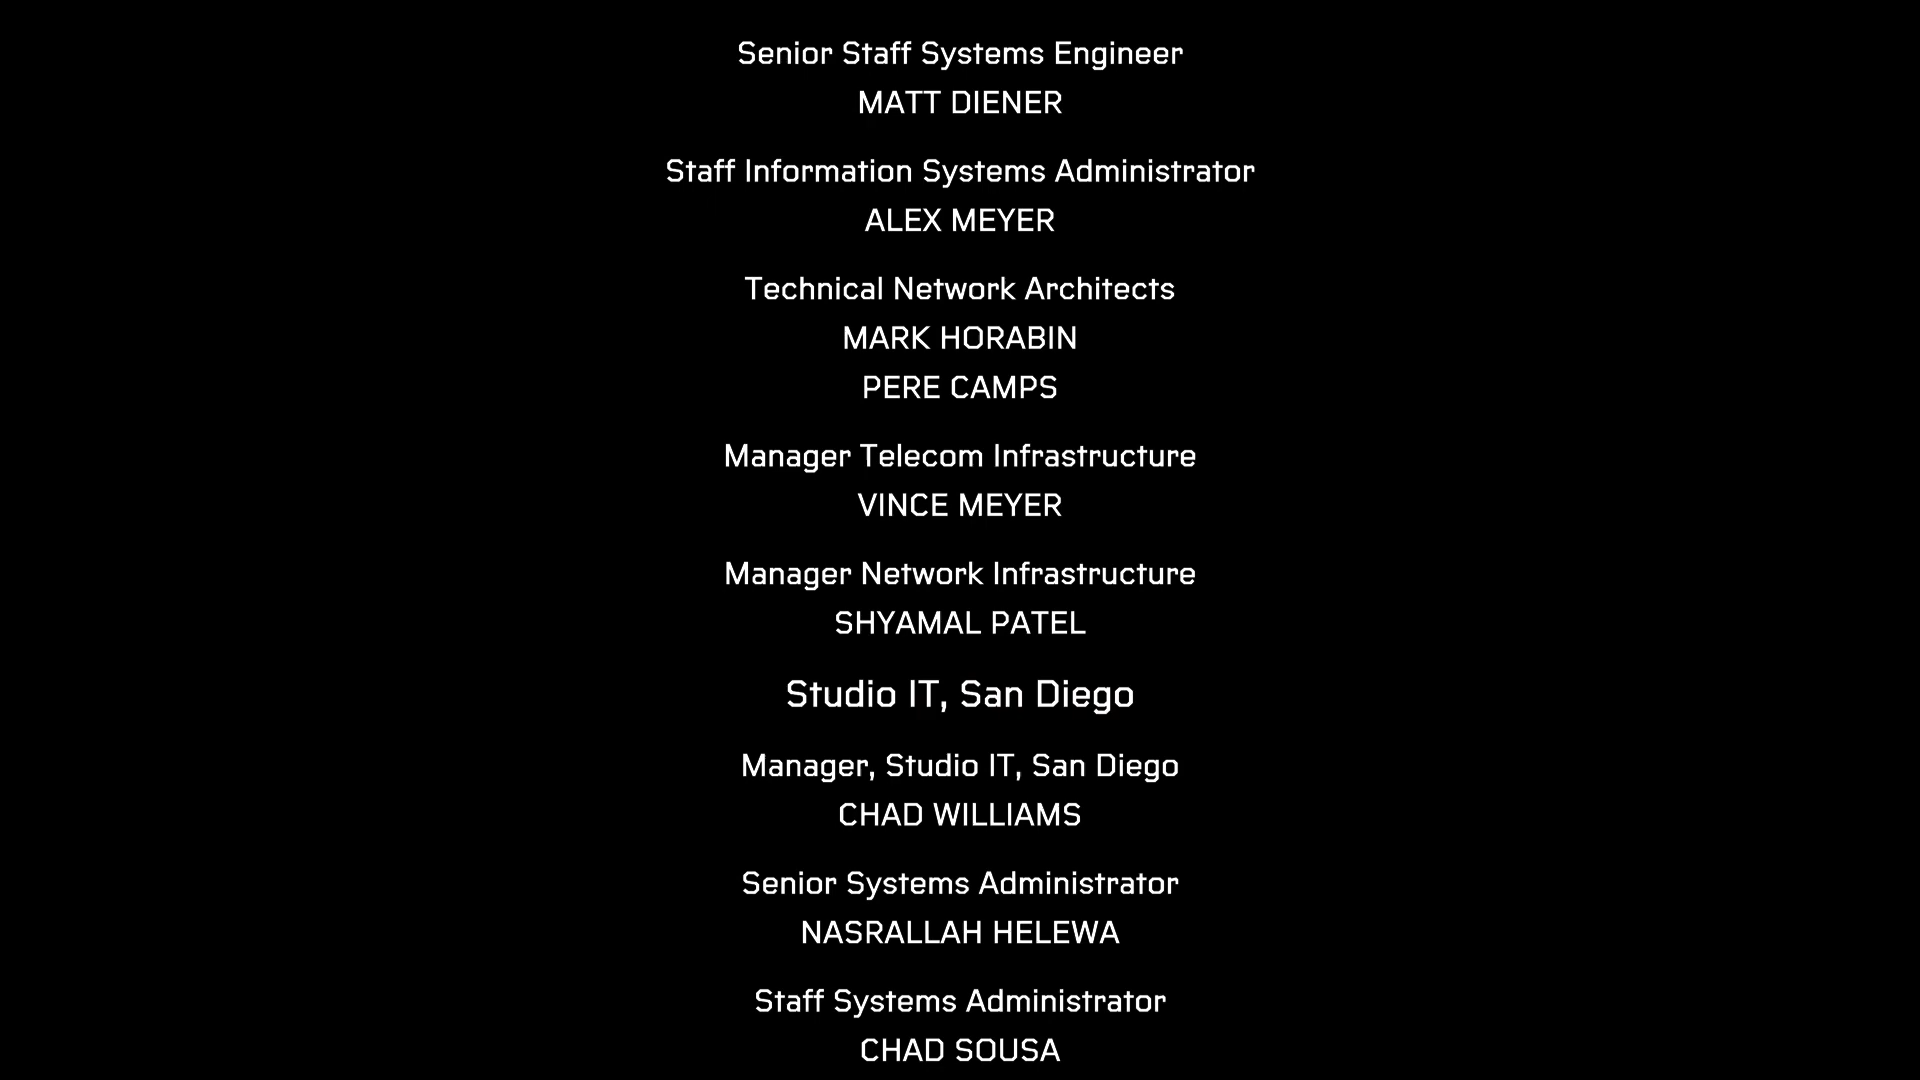 Senior Staff Systems Engineer
MATT DIENER
Staff Information Systems Administrator
ALEX MEYER
Technical Network Architects
MARK HORABIN
PERE CAMPS
Manager Telecom Infrastructure
VINCE MEYER
Manager Network Infrastructure
SHYAMAL PATEL
Studio IT, San Diego
Manager, Studio IT, San Diego
CHAD WILLIAMS
Senior Systems Administrator
NASRALLAH HELEWA
Staff Systems Administrator
CHAD SOUSA